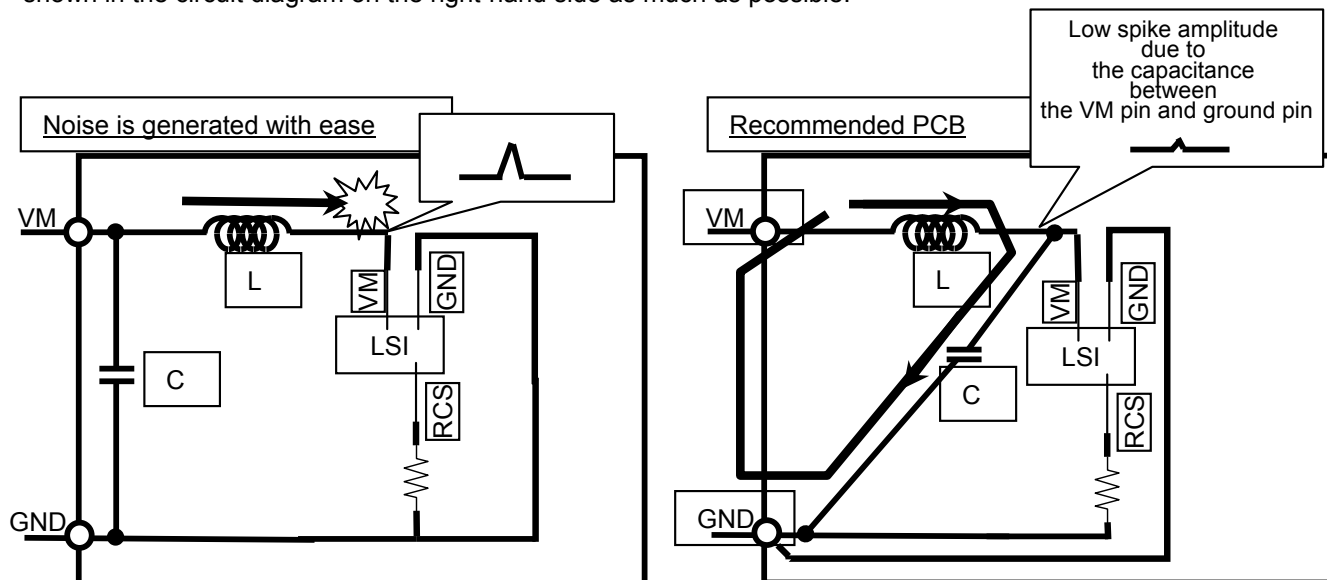 shown in the circuit diagram on the right-hand side as much as possible.
Noise is generated with ease
VM
L
VM
GND
LSI
C
RCS
GND
Low spike amplitude
due to
the capacitance
between
the VM pin and ground pin
Recommended PCB
VM
L
VM
GND
LSI
C
RCS
GND